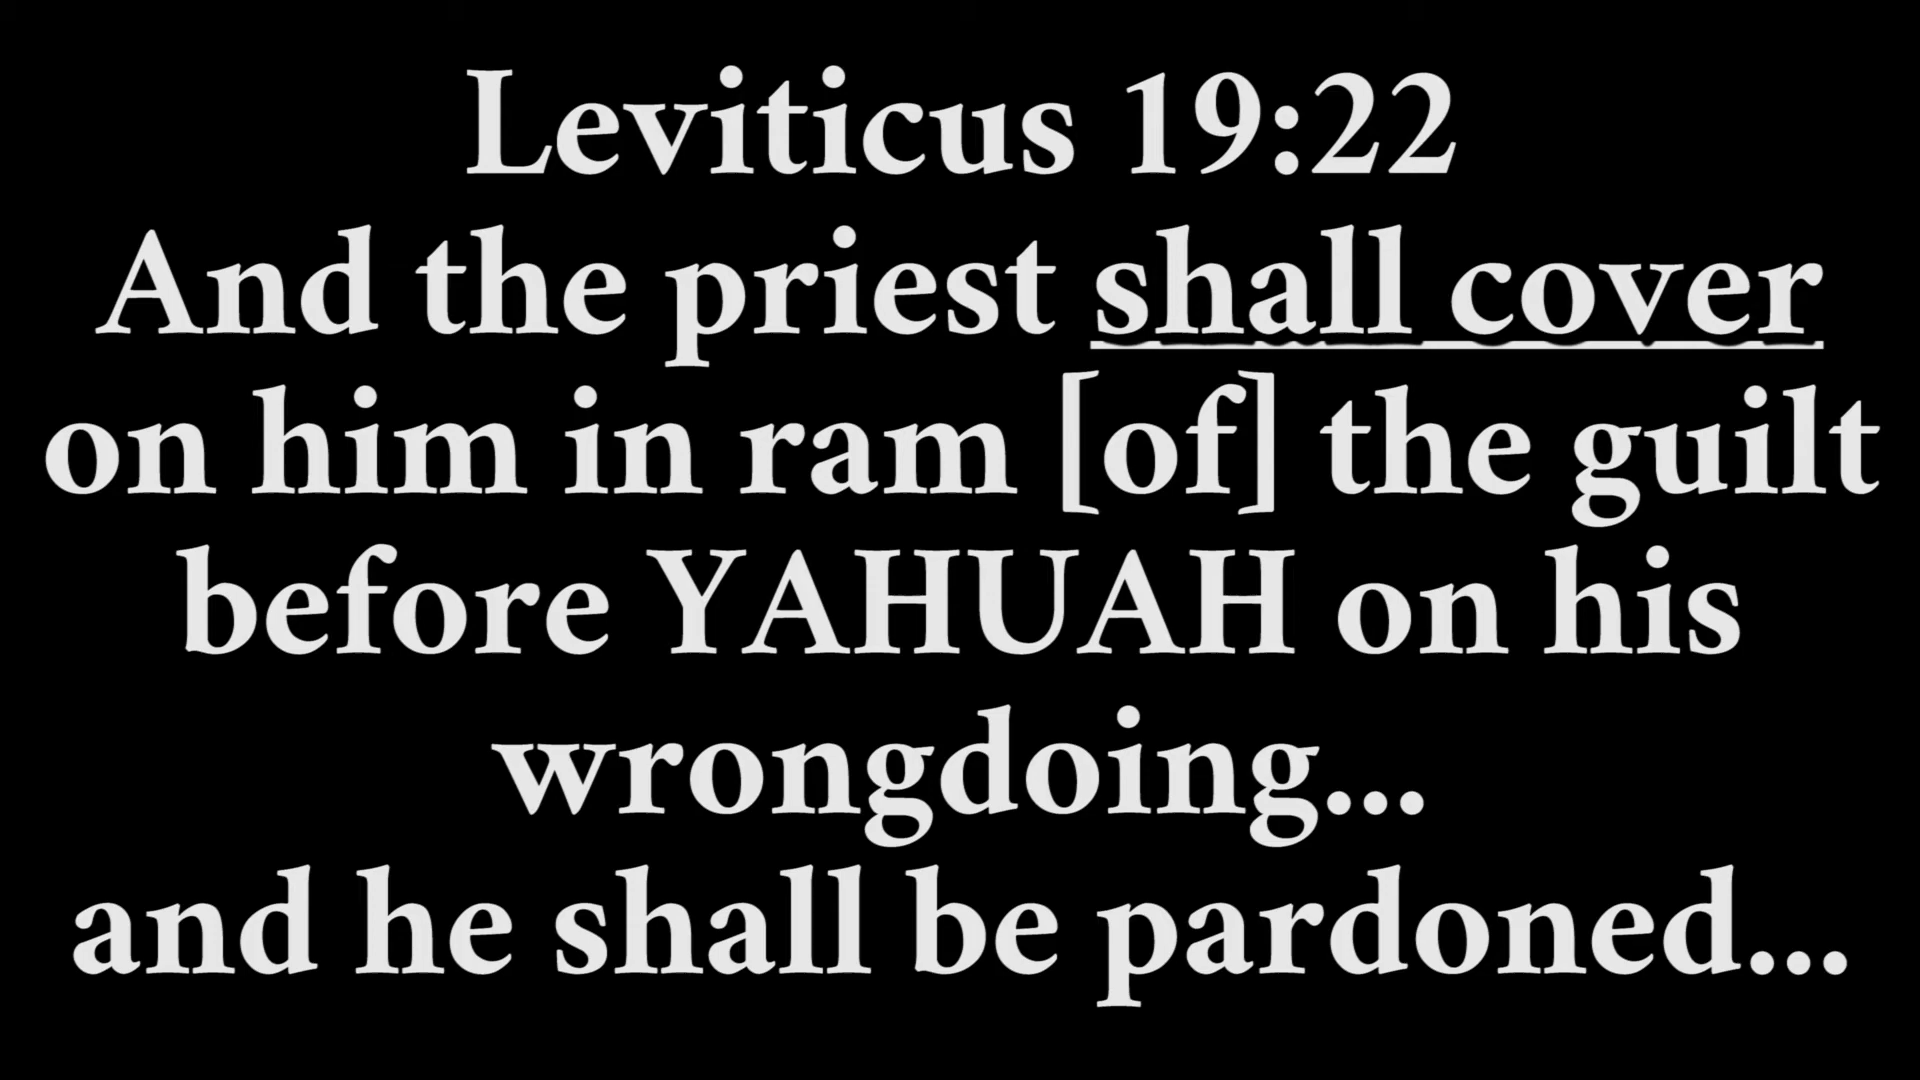 Leviticus 19:22
And the priest shall cover
on him in ram [of] the guilt
before YAHUAH on his
wrongdoing...
and he shall be pardoned...